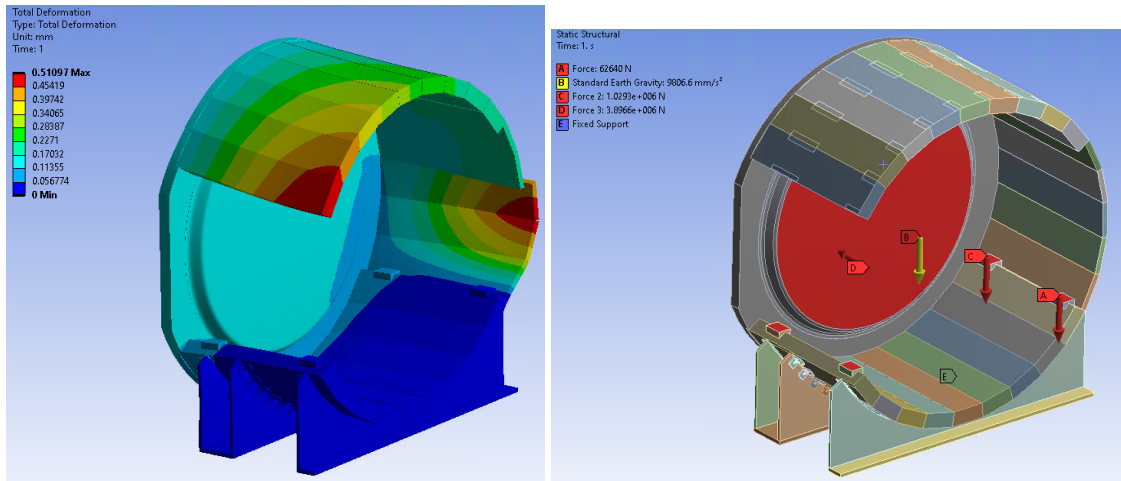 Total Deformation
Type: Total Deformation
Unit: mm
Time: 1
0.51097 Max
0.45419
0.39742
0.34065
0.28387
0.2271
0.17032
0.11355
0.056774
0 Min
Static Structural
Time: 1. s
A Force: 62640 N
B Standard Earth Gravity: 9806.6 mm/s²
C Force 2: 1.0293e+006 N
D Force 3: 3.8966e+006 N
E Fixed Support
B
C
D
A
E